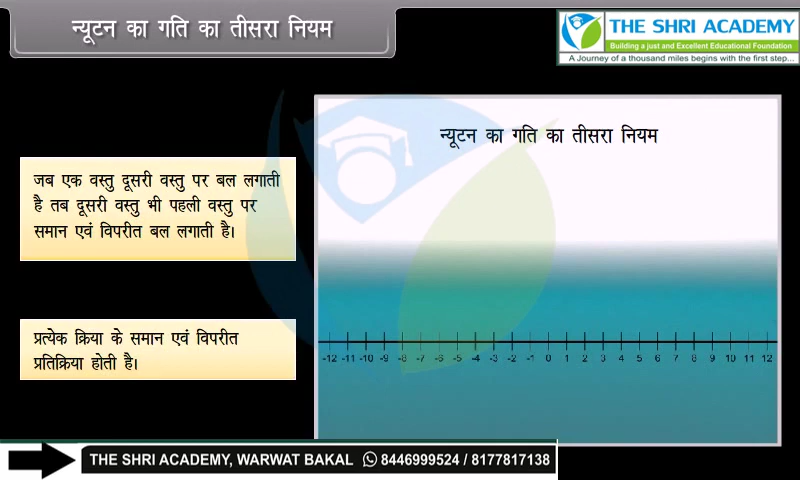 न्यूटन का गति का तीसरा नियम
THE SHRI ACADEMY
Building a just and Excellent Educational Foundation
A Journey of a thousand miles begins with the first step...
न्यूटन का गति का तीसरा नियम
जब एक वस्तु दूसरी वस्तु पर बल लगाती
है तब दूसरी वस्तु भी पहली वस्तु पर
समान एवं विपरीत बल लगाती है।
प्रत्येक क्रिया के समान एवं विपरीत
प्रतिक्रिया होती है।
-12 -11 -10 -9 -8 -7 -6 -5 -4 -3 -2 -1 0 1 2 3 4 5 6 7 8 9 10 11 12
THE SHRI ACADEMY, WARWAT BAKAL 8446999524 / 8177817138